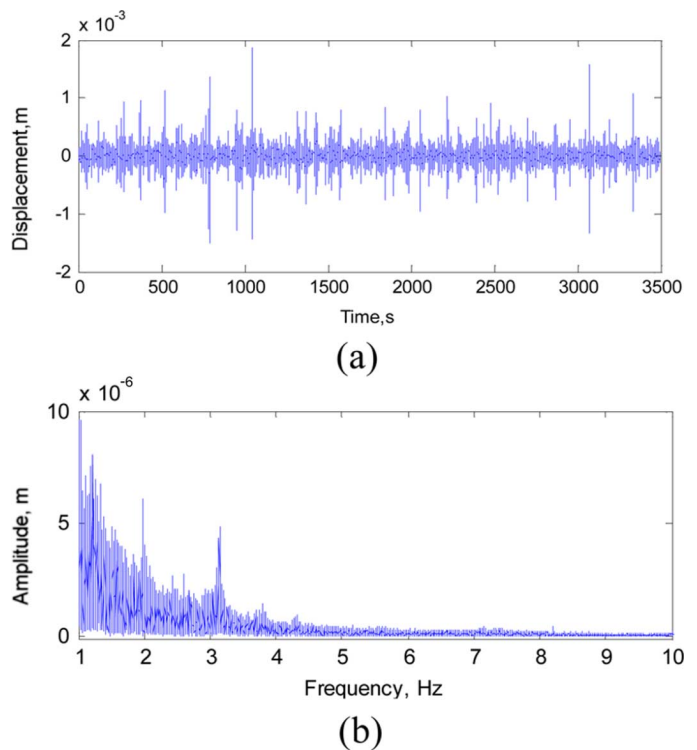 x 10⁻³
2
1
0
-1
-2
Displacement,m
0 500 1000 1500 2000 2500 3000 3500
Time,s
(a)
x 10⁻⁶
10
5
0
Amplitude, m
1 2 3 4 5 6 7 8 9 10
Frequency, Hz
(b)